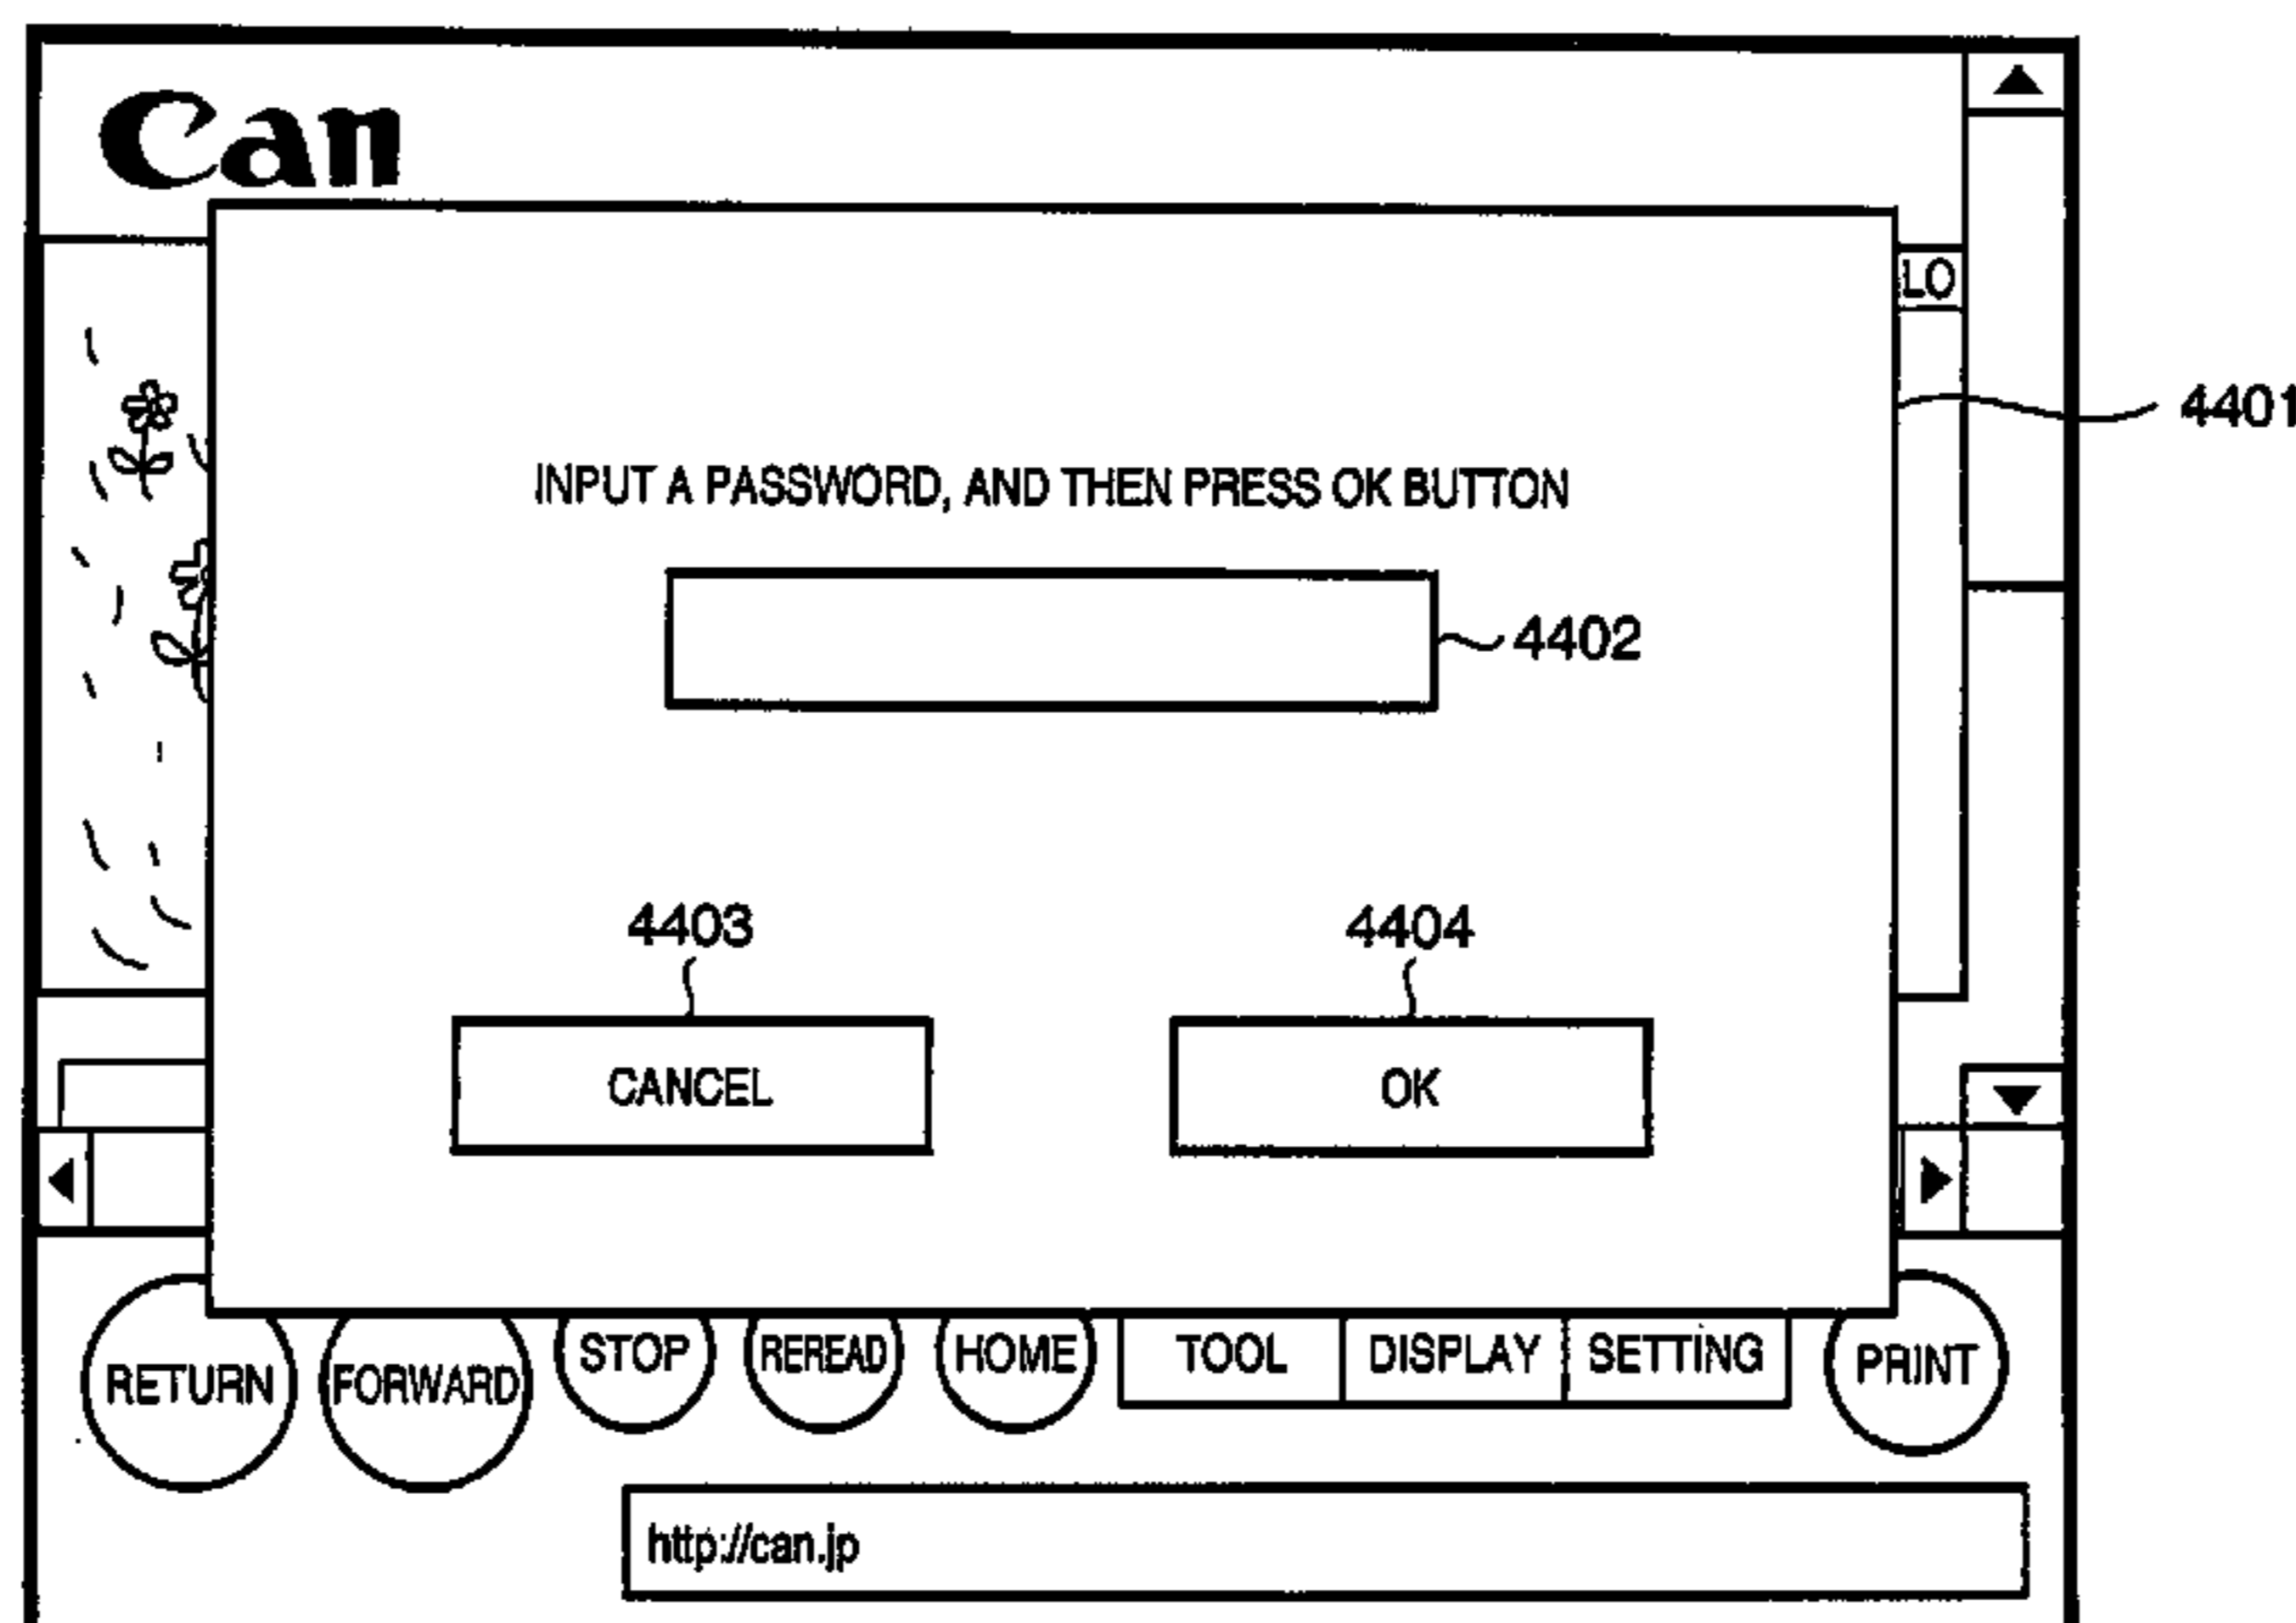 Can
LO
4401
INPUT A PASSWORD, AND THEN PRESS OK BUTTON
4402
4403
4404
CANCEL
OK
RETURN
FORWARD
STOP
REREAD
HOME
TOOL
DISPLAY
SETTING
PRINT
http://can.jp